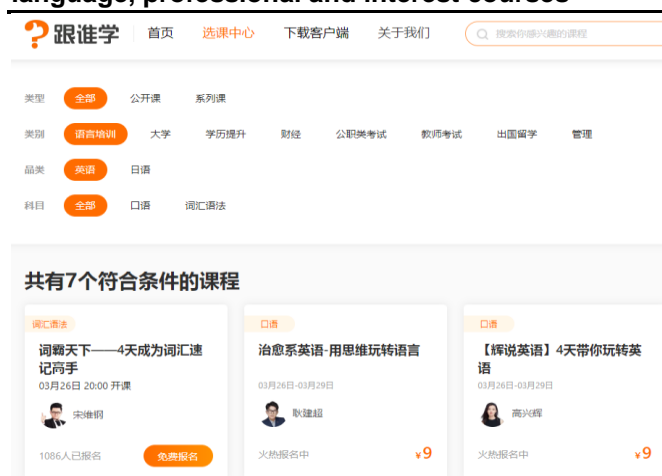 language, professional and interest courses
跟谁学 首页 选课中心 下载客户端 关于我们 搜索你感兴趣的课程
类型 全部 公开课 系列课
类别 语言培训 大学 学历提升 财经 公职类考试 教师考试 出国留学 管理
品类 英语 日语
科目 全部 口语 词汇语法
共有7个符合条件的课程
词汇语法 口语 口语
词霸天下——4天成为词汇速 治愈系英语-用思维玩转语言 【辉说英语】4天带你玩转英
记高手 语
03月26日 20:00 开课 03月26日-03月29日 03月26日-03月29日
宋维钢 耿建超 高兴辉
1086人已报名 免费报名 火热报名中 ¥9 火热报名中 ¥9